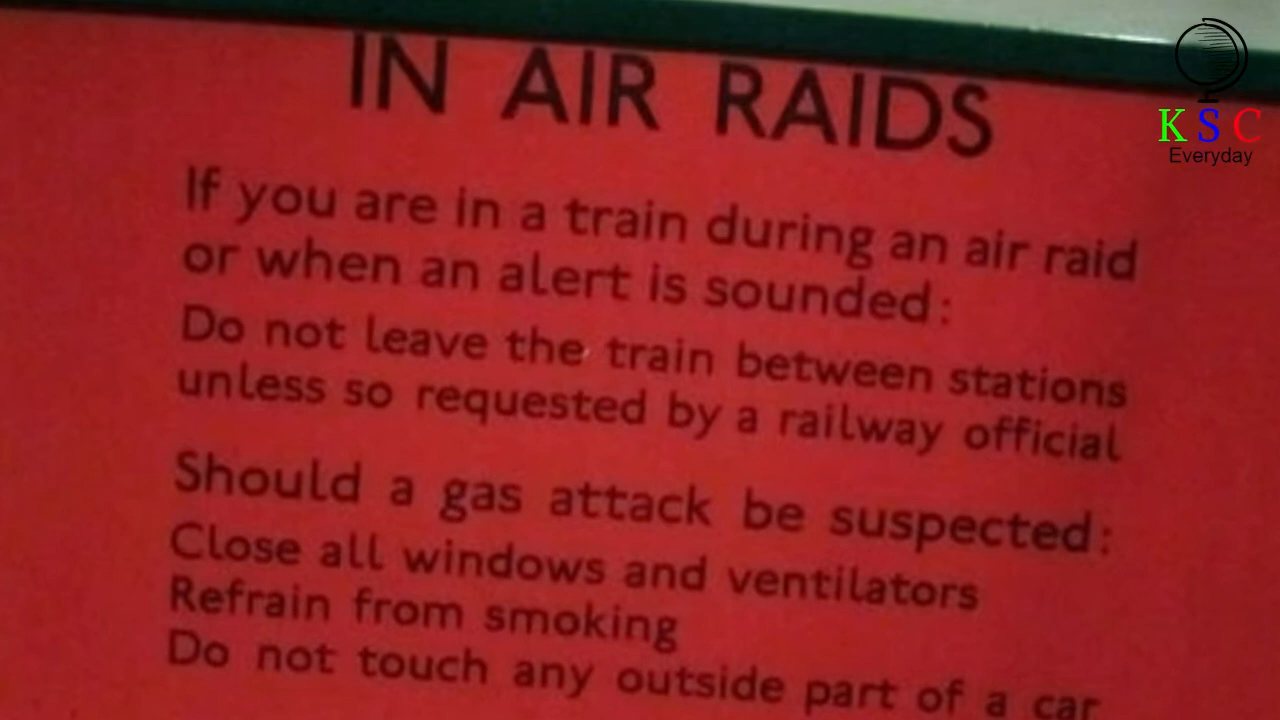 IN AIR RAIDS
If you are in a train during an air raid
or when an alert is sounded:
Do not leave the train between stations
unless so requested by a railway official
Should a gas attack be suspected:
Close all windows and ventilators
Refrain from smoking
Do not touch any outside part of a car
K S C
Everyday